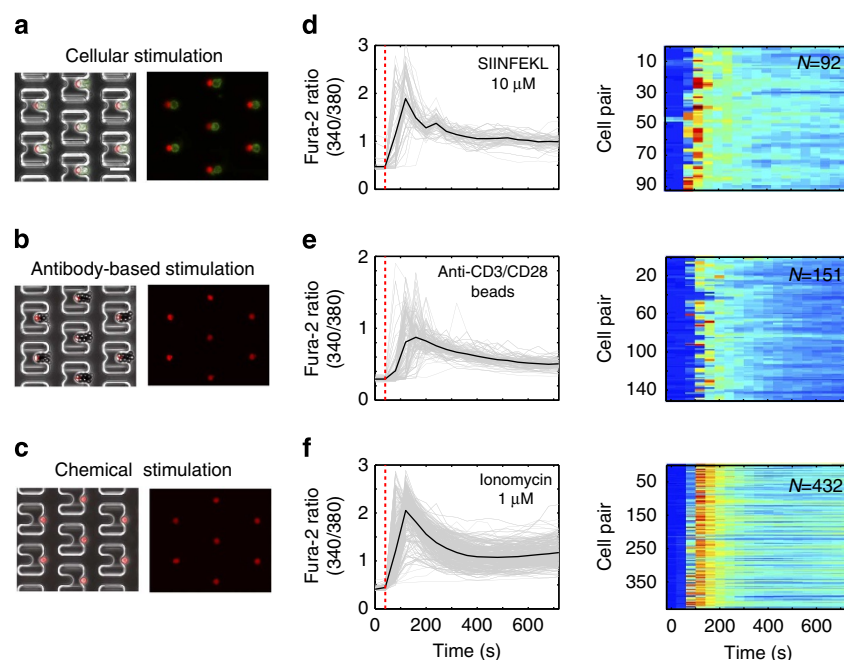 a
Cellular stimulation
b
Antibody-based stimulation
c
Chemical stimulation
d
3
2
1
0
Fura-2 ratio
(340/380)
SIINFEKL
10 μM
10
30
50
70
90
Cell pair
N=92
e
2
1
0
Fura-2 ratio
(340/380)
Anti-CD3/CD28
beads
20
60
100
140
Cell pair
N=151
f
3
2
1
0
Fura-2 ratio
(340/380)
Ionomycin
1 μM
0 200 400 600
Time (s)
50
150
250
350
Cell pair
N=432
0 200 400 600
Time (s)